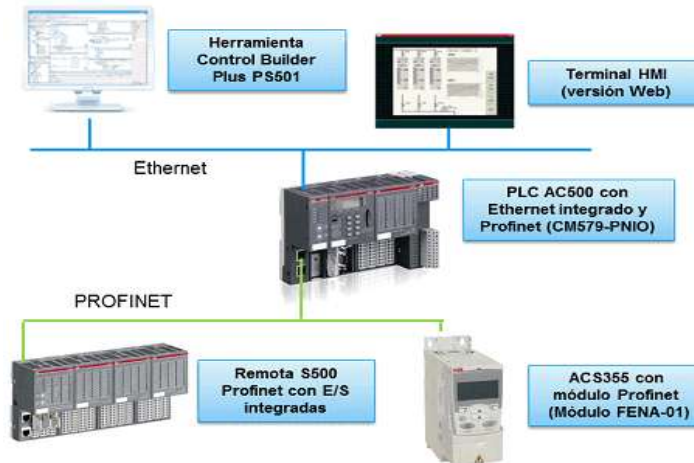 Herramienta
Control Builder
Plus PS501
Terminal HMI
(versión Web)
Ethernet
PLC AC500 con
Ethernet integrado y
Profinet (CM579-PNIO)
PROFINET
Remota S500
Profinet con E/S
integradas
ABB
ACS355 con
módulo Profinet
(Módulo FENA-01)